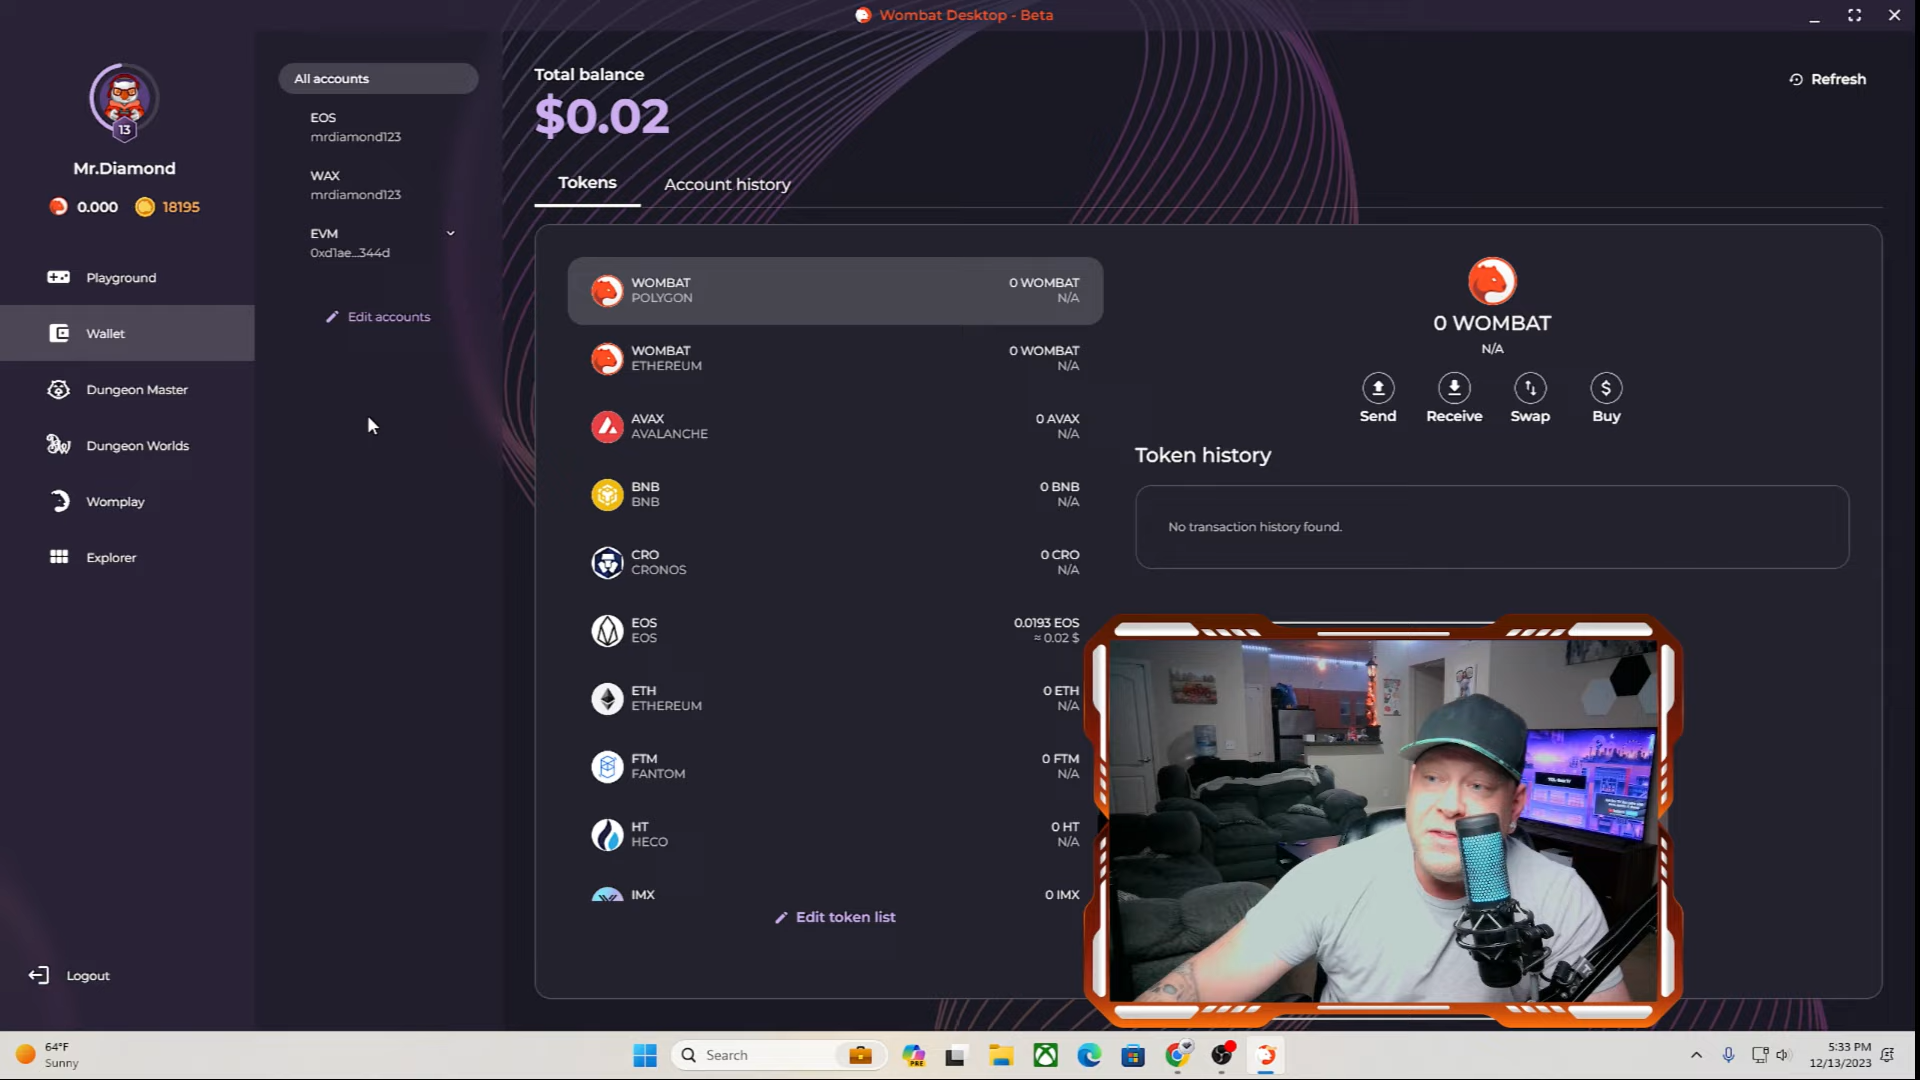 Wombat Desktop - Beta
13
Mr.Diamond
0.000
18195
Playground
Wallet
Dungeon Master
Dungeon Worlds
Womplay
Explorer
Logout
All accounts
EOS
mrdiamond123
WAX
mrdiamond123
EVM
0xd1ae...344d
Edit accounts
Total balance
$0.02
Refresh
Tokens
Account history
WOMBAT
POLYGON
0 WOMBAT
N/A
WOMBAT
ETHEREUM
0 WOMBAT
N/A
AVAX
AVALANCHE
0 AVAX
N/A
BNB
BNB
0 BNB
N/A
CRO
CRONOS
0 CRO
N/A
EOS
EOS
0.0193 EOS
≈ 0.02 $
ETH
ETHEREUM
0 ETH
N/A
FTM
FANTOM
0 FTM
N/A
HT
HECO
0 HT
N/A
IMX
0 IMX
Edit token list
0 WOMBAT
N/A
Send
Receive
Swap
Buy
Token history
No transaction history found.
64°F
Sunny
Search
PRE
5:33 PM
12/13/2023